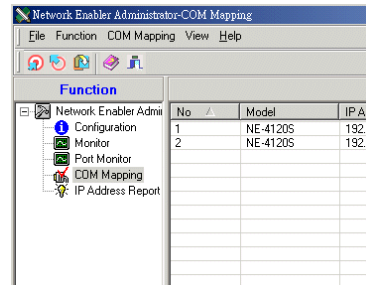 Network Enabler Administrator-COM Mapping
File Function COM Mapping View Help
Function
Network Enabler Admi
Configuration
Monitor
Port Monitor
COM Mapping
IP Address Report
No Model IP A
1 NE-4120S 192.
2 NE-4120S 192.